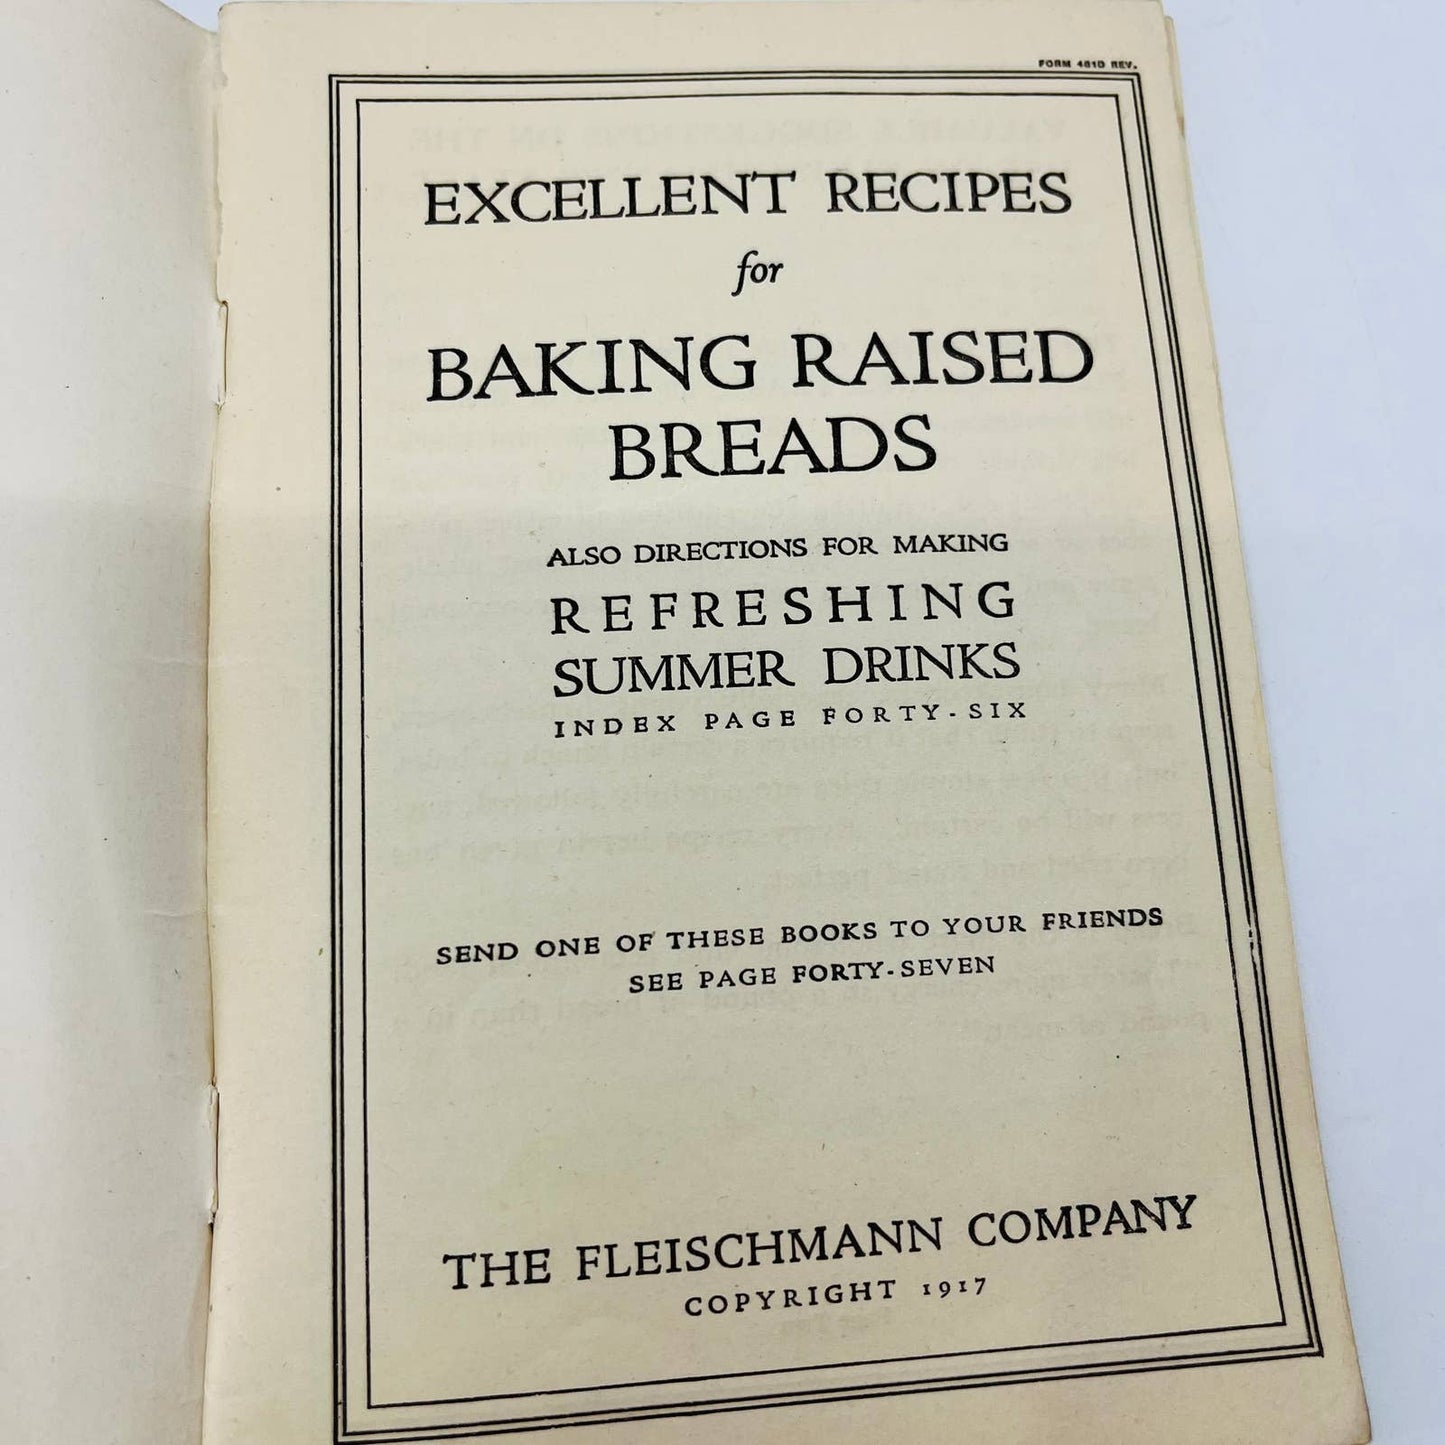 FORM 481D REV.
EXCELLENT RECIPES
for
BAKING RAISED
BREADS
ALSO DIRECTIONS FOR MAKING
REFRESHING
SUMMER DRINKS
INDEX PAGE FORTY-SIX
SEND ONE OF THESE BOOKS TO YOUR FRIENDS
SEE PAGE FORTY-SEVEN
THE FLEISCHMANN COMPANY
COPYRIGHT 1917